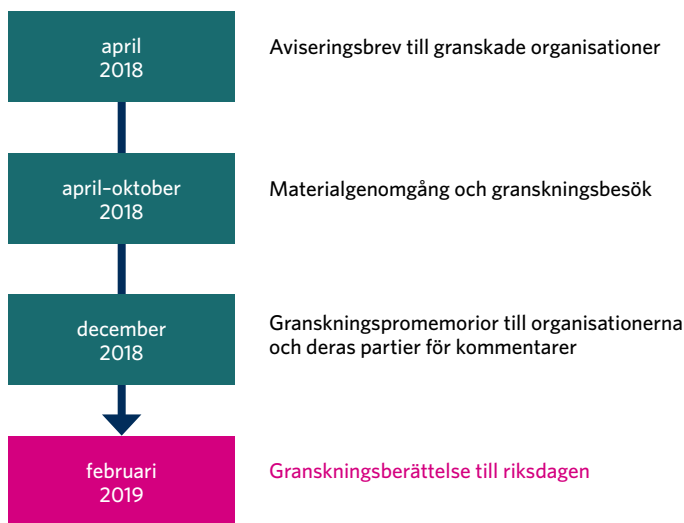 april
2018
Aviseringsbrev till granskade organisationer
april–oktober
2018
Materialgenomgång och granskningsbesök
december
2018
Granskningspromemorior till organisationerna
och deras partier för kommentarer
februari
2019
Granskningsberättelse till riksdagen